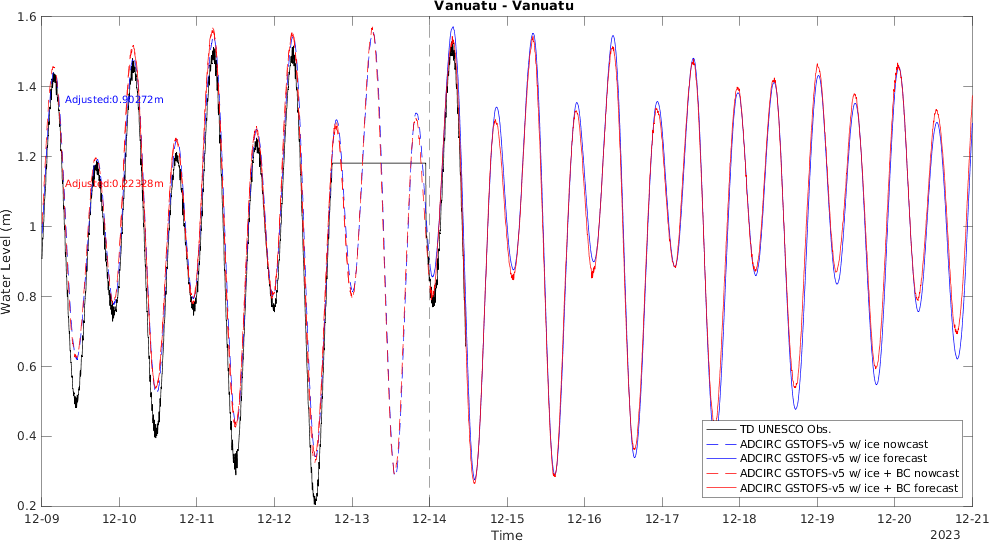 Vanuatu - Vanuatu
Water Level (m)
1.6
1.4
1.2
1
0.8
0.6
0.4
0.2
Adjusted:0.90272m
Adjusted:0.22328m
TD UNESCO Obs.
ADCIRC GSTOFS-v5 w/ ice nowcast
ADCIRC GSTOFS-v5 w/ ice forecast
ADCIRC GSTOFS-v5 w/ ice + BC nowcast
ADCIRC GSTOFS-v5 w/ ice + BC forecast
12-09 12-10 12-11 12-12 12-13 12-14 12-15 12-16 12-17 12-18 12-19 12-20 12-21
Time
2023